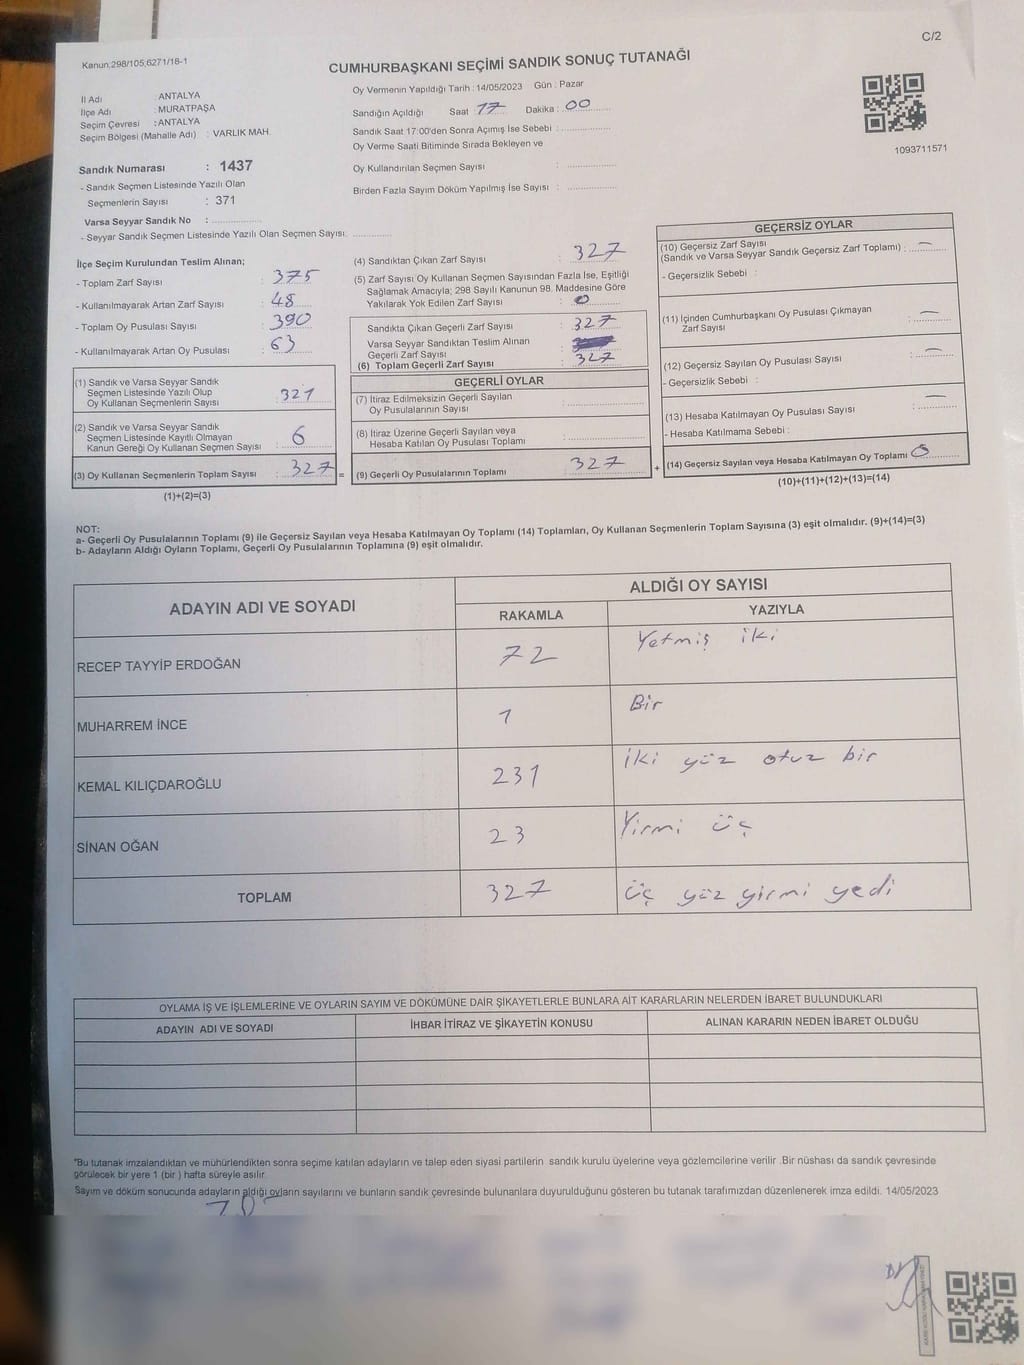 C/2
Kanun;298/105,6271/18-1
CUMHURBAŞKANI SEÇİMİ SANDIK SONUÇ TUTANAĞI
İl Adı : ANTALYA
İlçe Adı : MURATPAŞA
Seçim Çevresi : ANTALYA
Seçim Bölgesi (Mahalle Adı) : VARLIK MAH.
Sandık Numarası : 1437
- Sandık Seçmen Listesinde Yazılı Olan
Seçmenlerin Sayısı : 371
Varsa Seyyar Sandık No :
- Seyyar Sandık Seçmen Listesinde Yazılı Olan Seçmen Sayısı:
Oy Vermenin Yapıldığı Tarih : 14/05/2023 Gün : Pazar
Sandığın Açıldığı Saat 17 Dakika : 00
Sandık Saat 17:00'den Sonra Açımış İse Sebebi :
Oy Verme Saati Bitiminde Sırada Bekleyen ve
Oy Kullandırılan Seçmen Sayısı :
Birden Fazla Sayım Döküm Yapılmış İse Sayısı :
1093711571
İlçe Seçim Kurulundan Teslim Alınan;
- Toplam Zarf Sayısı : 375
- Kullanılmayarak Artan Zarf Sayısı : 48
- Toplam Oy Pusulası Sayısı : 390
- Kullanılmayarak Artan Oy Pusulası : 63
(1) Sandık ve Varsa Seyyar Sandık
Seçmen Listesinde Yazılı Olup
Oy Kullanan Seçmenlerin Sayısı : 321
(2) Sandık ve Varsa Seyyar Sandık
Seçmen Listesinde Kayıtlı Olmayan
Kanun Gereği Oy Kullanan Seçmen Sayısı : 6
(3) Oy Kullanan Seçmenlerin Toplam Sayısı : 327 =
(1)+(2)=(3)
(4) Sandıktan Çıkan Zarf Sayısı : 327
(5) Zarf Sayısı Oy Kullanan Seçmen Sayısından Fazla İse, Eşitliği
Sağlamak Amacıyla; 298 Sayılı Kanunun 98. Maddesine Göre
Yakılarak Yok Edilen Zarf Sayısı : 0
Sandıkta Çıkan Geçerli Zarf Sayısı : 327
Varsa Seyyar Sandıktan Teslim Alınan
Geçerli Zarf Sayısı :
(6) Toplam Geçerli Zarf Sayısı : 327
GEÇERLİ OYLAR
(7) İtiraz Edilmeksizin Geçerli Sayılan
Oy Pusulalarının Sayısı :
(8) İtiraz Üzerine Geçerli Sayılan veya
Hesaba Katılan Oy Pusulası Toplamı :
(9) Geçerli Oy Pusulalarının Toplamı : 327 +
GEÇERSİZ OYLAR
(10) Geçersiz Zarf Sayısı
(Sandık ve Varsa Seyyar Sandık Geçersiz Zarf Toplamı) : —
- Geçersizlik Sebebi :
(11) İçinden Cumhurbaşkanı Oy Pusulası Çıkmayan
Zarf Sayısı : —
(12) Geçersiz Sayılan Oy Pusulası Sayısı : —
- Geçersizlik Sebebi :
(13) Hesaba Katılmayan Oy Pusulası Sayısı : —
- Hesaba Katılmama Sebebi :
(14) Geçersiz Sayılan veya Hesaba Katılmayan Oy Toplamı 0
(10)+(11)+(12)+(13)=(14)
NOT:
a- Geçerli Oy Pusulalarının Toplamı (9) ile Geçersiz Sayılan veya Hesaba Katılmayan Oy Toplamı (14) Toplamları, Oy Kullanan Seçmenlerin Toplam Sayısına (3) eşit olmalıdır. (9)+(14)=(3)
b- Adayların Aldığı Oyların Toplamı, Geçerli Oy Pusulalarının Toplamına (9) eşit olmalıdır.
ADAYIN ADI VE SOYADI
ALDIĞI OY SAYISI
RAKAMLA YAZIYLA
RECEP TAYYİP ERDOĞAN 72 Yetmiş iki
MUHARREM İNCE 1 Bir
KEMAL KILIÇDAROĞLU 231 iki yüz otuz bir
SİNAN OĞAN 23 Yirmi üç
TOPLAM 327 üç yüz yirmi yedi
OYLAMA İŞ VE İŞLEMLERİNE VE OYLARIN SAYIM VE DÖKÜMÜNE DAİR ŞİKAYETLERLE BUNLARA AİT KARARLARIN NELERDEN İBARET BULUNDUKLARI
ADAYIN ADI VE SOYADI İHBAR İTİRAZ VE ŞİKAYETİN KONUSU ALINAN KARARIN NEDEN İBARET OLDUĞU
*Bu tutanak imzalandıktan ve mühürlendikten sonra seçime katılan adayların ve talep eden siyasi partilerin sandık kurulu üyelerine veya gözlemcilerine verilir .Bir nüshası da sandık çevresinde
görülecek bir yere 1 (bir ) hafta süreyle asılır.
Sayım ve döküm sonucunda adayların aldığı oyların sayılarını ve bunların sandık çevresinde bulunanlara duyurulduğunu gösteren bu tutanak tarafımızdan düzenlenerek imza edildi. 14/05/2023